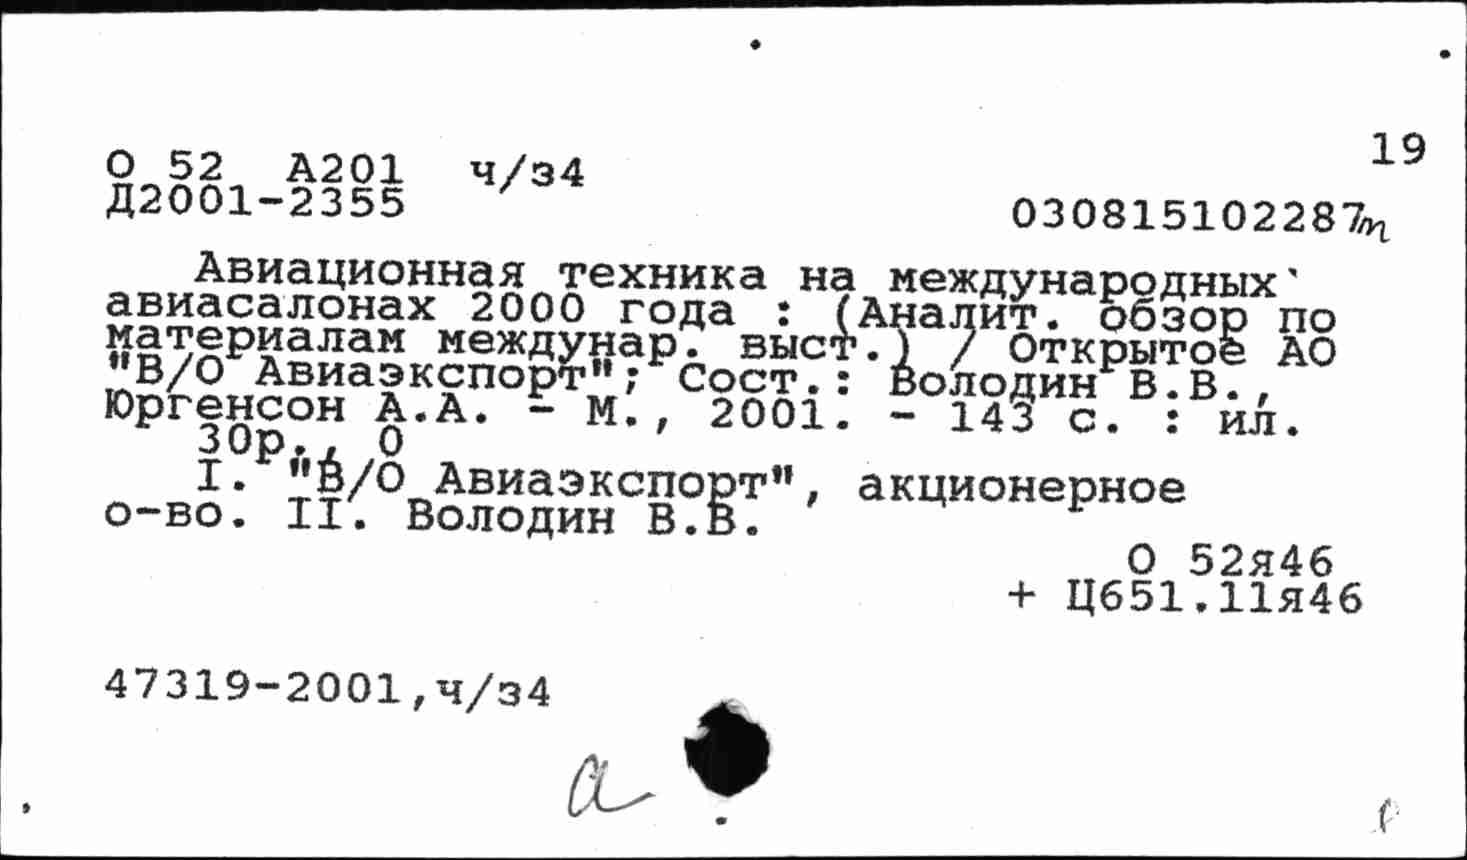 19
О 52 А201 ч/з4
Д2001-2355
030815102287m
Авиационная техника на международных
авиасалонах 2000 года : (Аналит. обзор по
материалам междунар. выст.) / Открытое АО
"В/О Авиаэкспорт"; Сост.: Володин В.В.,
Юргенсон А.А. - М., 2001. - 143 с. : ил.
30р., 0
I. "В/О Авиаэкспорт", акционерное
о-во. II. Володин В.В.
О 52я46
+ Ц651.11я46
47319-2001,ч/з4
а